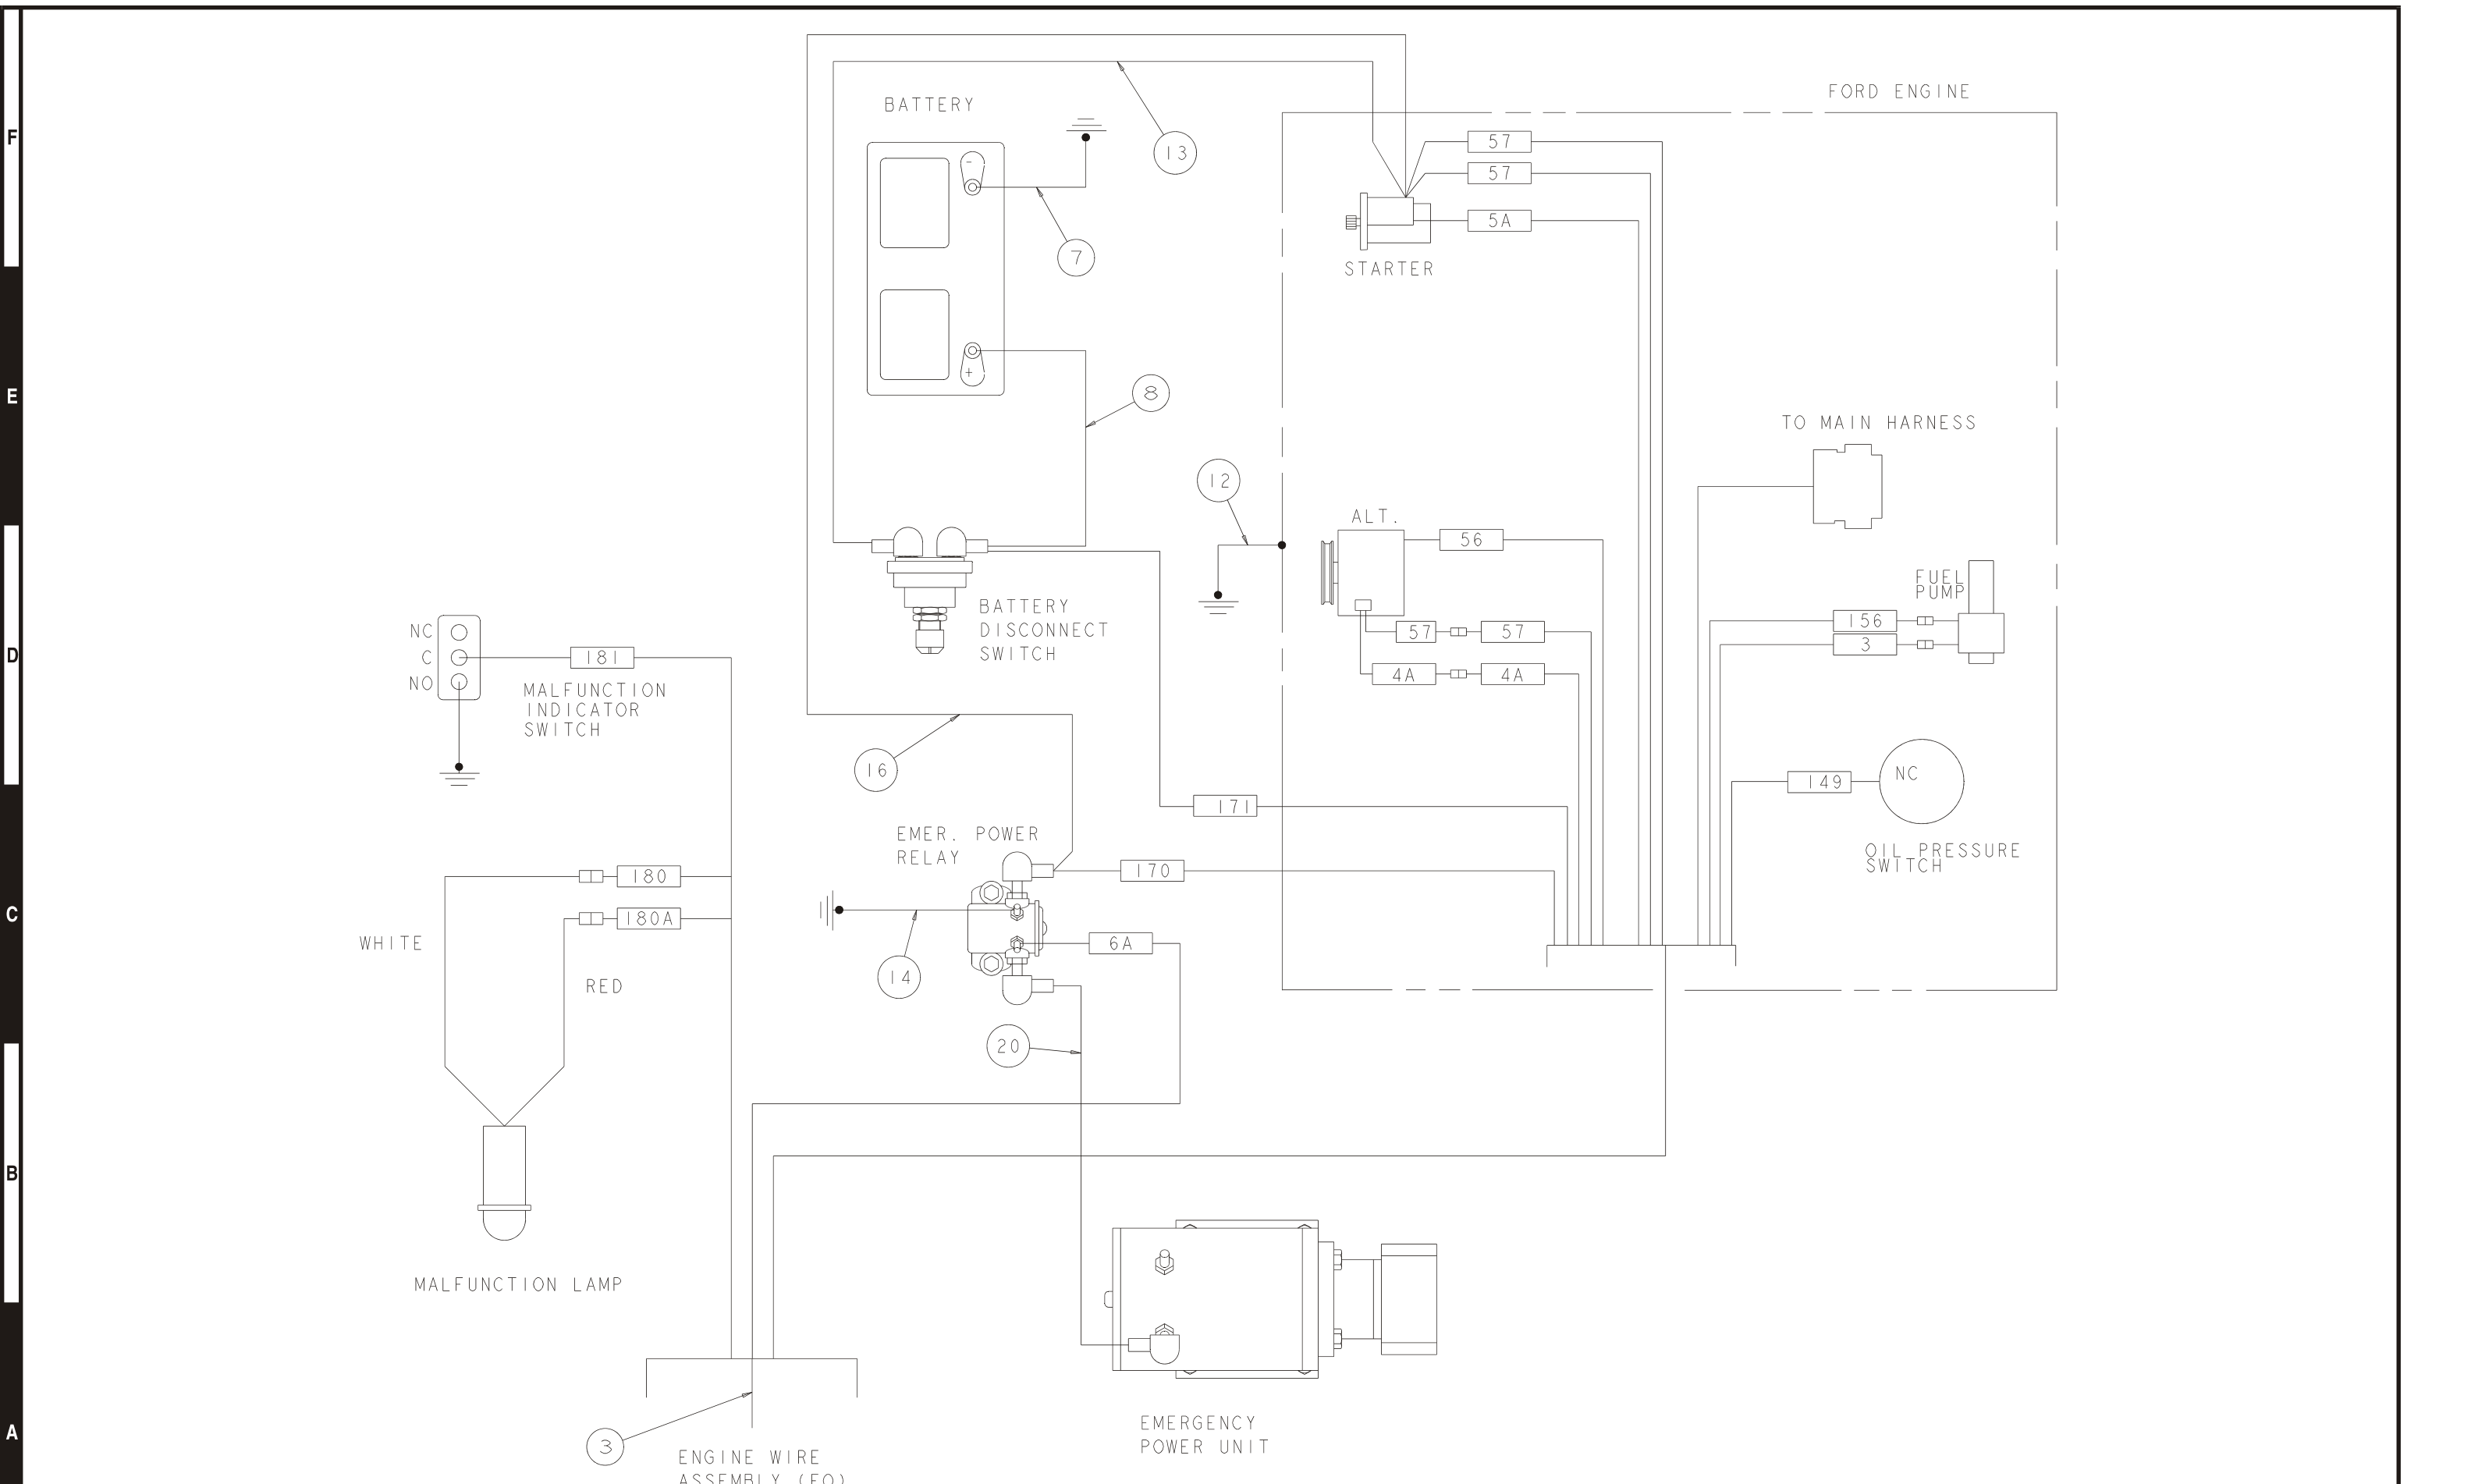 F
E
D
C
B
A
BATTERY
-
+
13
7
8
FORD ENGINE
57
57
5A
STARTER
TO MAIN HARNESS
12
ALT.
56
57
57
4A
4A
FUEL
PUMP
156
3
149
NC
OIL PRESSURE
SWITCH
BATTERY
DISCONNECT
SWITCH
NC
C
NO
181
MALFUNCTION
INDICATOR
SWITCH
16
171
EMER. POWER
RELAY
170
14
6A
20
180
180A
WHITE
RED
MALFUNCTION LAMP
3
ENGINE WIRE
ASSEMBLY (FO)
EMERGENCY
POWER UNIT